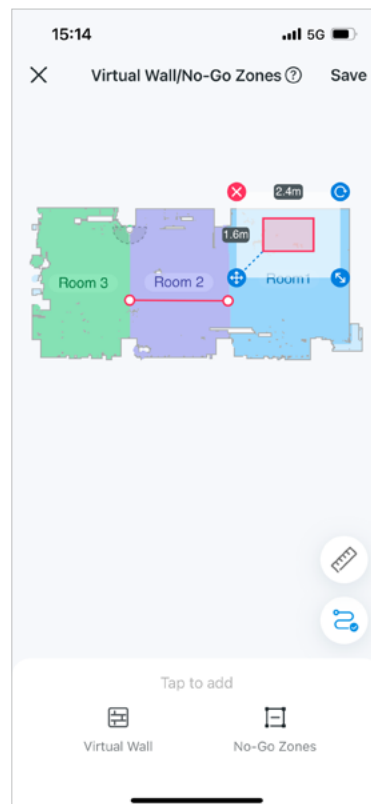 15:14 5G
Virtual Wall/No-Go Zones ? Save
2.4m
1.6m
Room 3 Room 2 Room1
Tap to add
Virtual Wall No-Go Zones